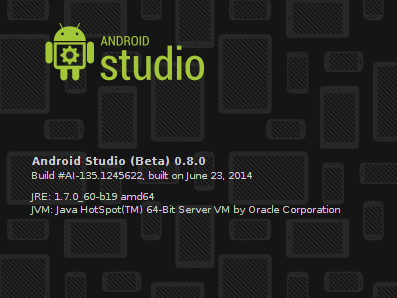 ANDROID
studio
Android Studio (Beta) 0.8.0
Build #AI-135.1245622, built on June 23, 2014
JRE: 1.7.0_60-b19 amd64
JVM: Java HotSpot(TM) 64-Bit Server VM by Oracle Corporation